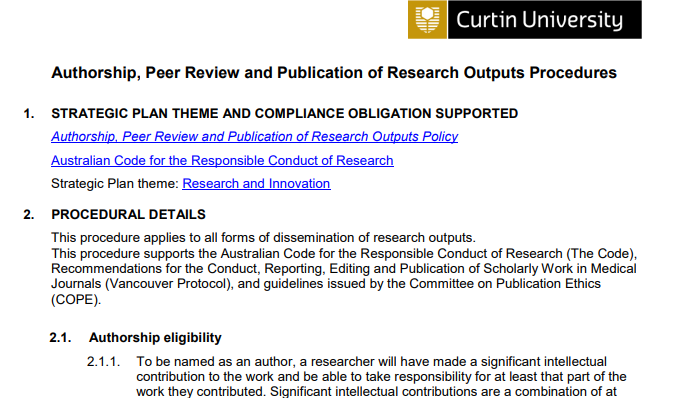 Curtin University
Authorship, Peer Review and Publication of Research Outputs Procedures
1. STRATEGIC PLAN THEME AND COMPLIANCE OBLIGATION SUPPORTED
Authorship, Peer Review and Publication of Research Outputs Policy
Australian Code for the Responsible Conduct of Research
Strategic Plan theme: Research and Innovation
2. PROCEDURAL DETAILS
This procedure applies to all forms of dissemination of research outputs.
This procedure supports the Australian Code for the Responsible Conduct of Research (The Code),
Recommendations for the Conduct, Reporting, Editing and Publication of Scholarly Work in Medical
Journals (Vancouver Protocol), and guidelines issued by the Committee on Publication Ethics
(COPE).
2.1. Authorship eligibility
2.1.1. To be named as an author, a researcher will have made a significant intellectual
contribution to the work and be able to take responsibility for at least that part of the
work they contributed. Significant intellectual contributions are a combination of at